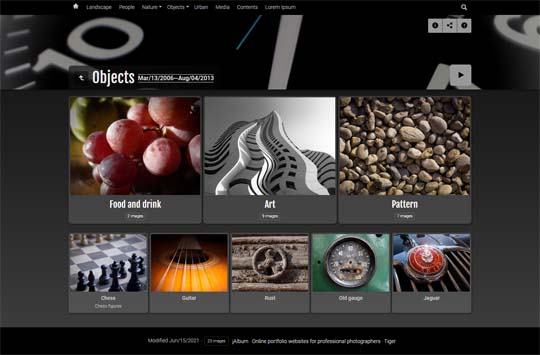 Landscape People Nature Objects Urban Media Contents Lorem Ipsum
Objects Mar/13/2006—Aug/04/2013
Food and drink
2 images
Art
9 images
Pattern
7 images
Chess
Chess figures
Guitar
Rust
Old gauge
Jaguar
Modified Jun/15/2021 · 23 images · jAlbum · Online portfolio websites for professional photographers · Tiger